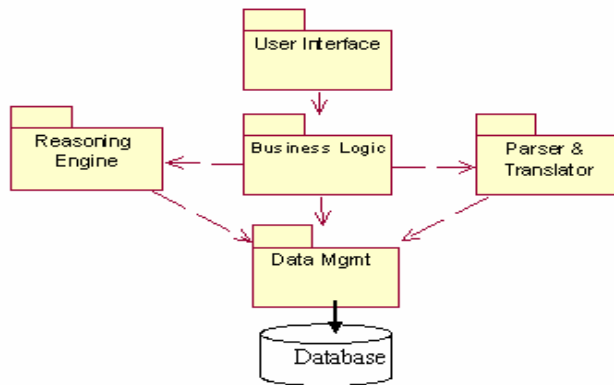 User Interface
Reasoning
Engine
Business Logic
Parser &
Translator
Data Mgmt
Database